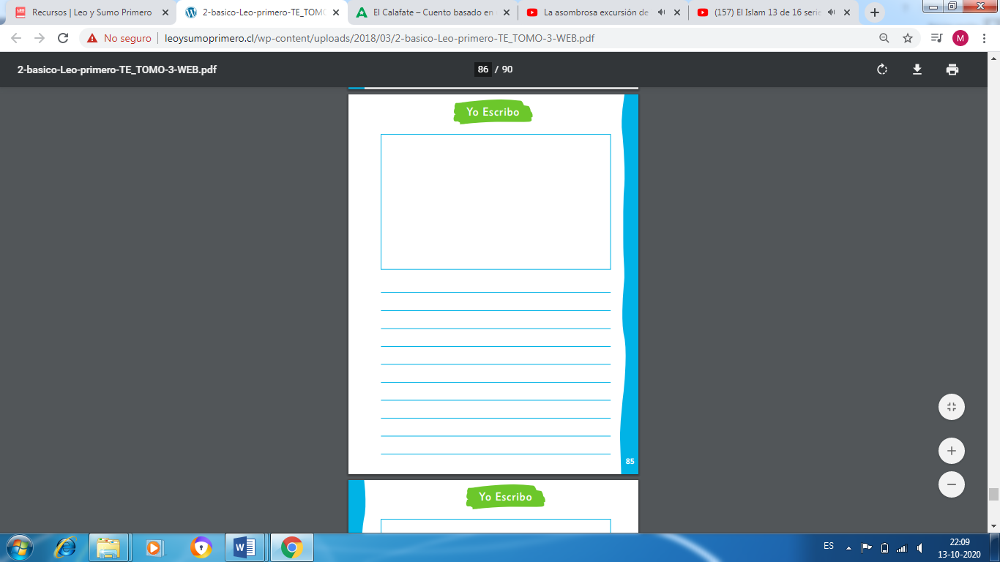 Recursos | Leo y Sumo Primero
2-basico-Leo-primero-TE_TOMO
El Calafate – Cuento basado en
La asombrosa excursión de
(157) El Islam 13 de 16 serie
No seguro
leoysumoprimero.cl/wp-content/uploads/2018/03/2-basico-Leo-primero-TE_TOMO-3-WEB.pdf
M
2-basico-Leo-primero-TE_TOMO-3-WEB.pdf
86 / 90
Yo Escribo
85
Yo Escribo
ES
22:09
13-10-2020